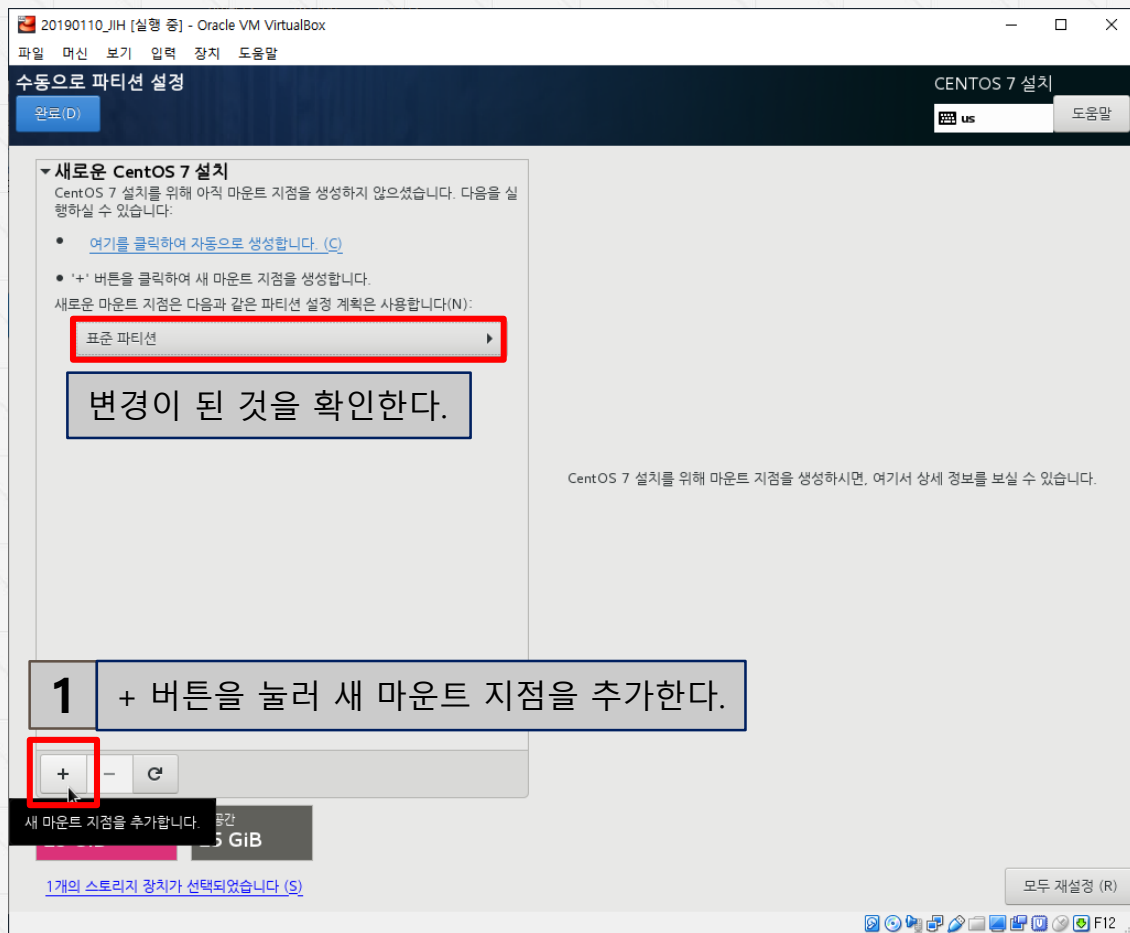 20190110_JIH [실행 중] - Oracle VM VirtualBox
파일 머신 보기 입력 장치 도움말
수동으로 파티션 설정
완료(D)
CENTOS 7 설치
us
도움말
새로운 CentOS 7 설치
CentOS 7 설치를 위해 아직 마운트 지점을 생성하지 않으셨습니다. 다음을 실
행하실 수 있습니다:
• 여기를 클릭하여 자동으로 생성합니다. (C)
• '+' 버튼을 클릭하여 새 마운트 지점을 생성합니다.
새로운 마운트 지점은 다음과 같은 파티션 설정 계획은 사용합니다(N):
표준 파티션
변경이 된 것을 확인한다.
CentOS 7 설치를 위해 마운트 지점을 생성하시면, 여기서 상세 정보를 보실 수 있습니다.
1 + 버튼을 눌러 새 마운트 지점을 추가한다.
+ −
새 마운트 지점을 추가합니다.
공간
GiB
1개의 스토리지 장치가 선택되었습니다 (S)
모두 재설정 (R)
F12